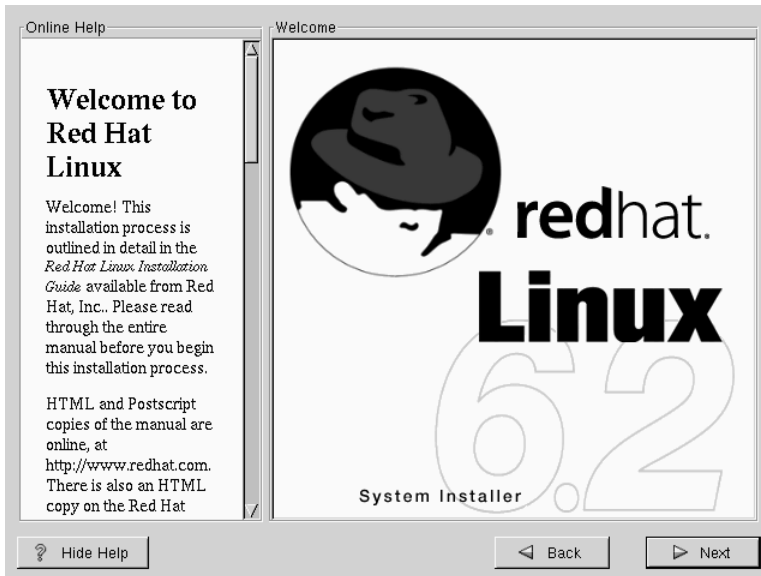 Online Help
Welcome to
Red Hat
Linux
Welcome! This
installation process is
outlined in detail in the
Red Hat Linux Installation
Guide available from Red
Hat, Inc.. Please read
through the entire
manual before you begin
this installation process.
HTML and Postscript
copies of the manual are
online, at
http://www.redhat.com.
There is also an HTML
copy on the Red Hat
Welcome
redhat.
Linux
6.2
System Installer
? Hide Help
Back
Next